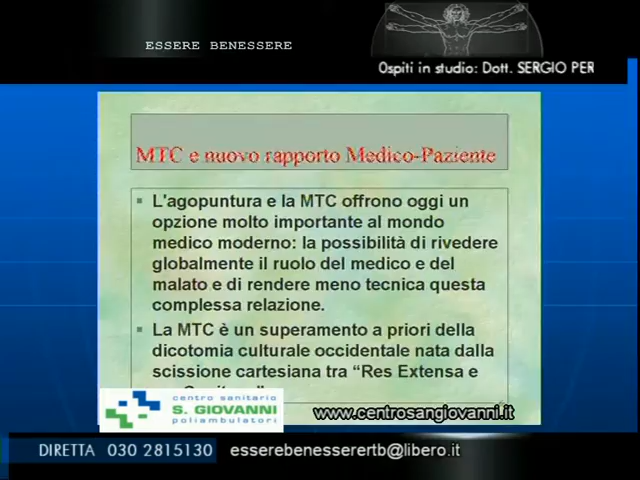 ESSERE BENESSERE
Ospiti in studio: Dott. SERGIO PER
MTC e nuovo rapporto Medico-Paziente
L'agopuntura e la MTC offrono oggi un
opzione molto importante al mondo
medico moderno: la possibilità di rivedere
globalmente il ruolo del medico e del
malato e di rendere meno tecnica questa
complessa relazione.
La MTC è un superamento a priori della
dicotomia culturale occidentale nata dalla
scissione cartesiana tra “Res Extensa e
centro sanitario
S. GIOVANNI
poliambulatori
www.centrosangiovanni.it
DIRETTA 030 2815130 esserebenesserertb@libero.it